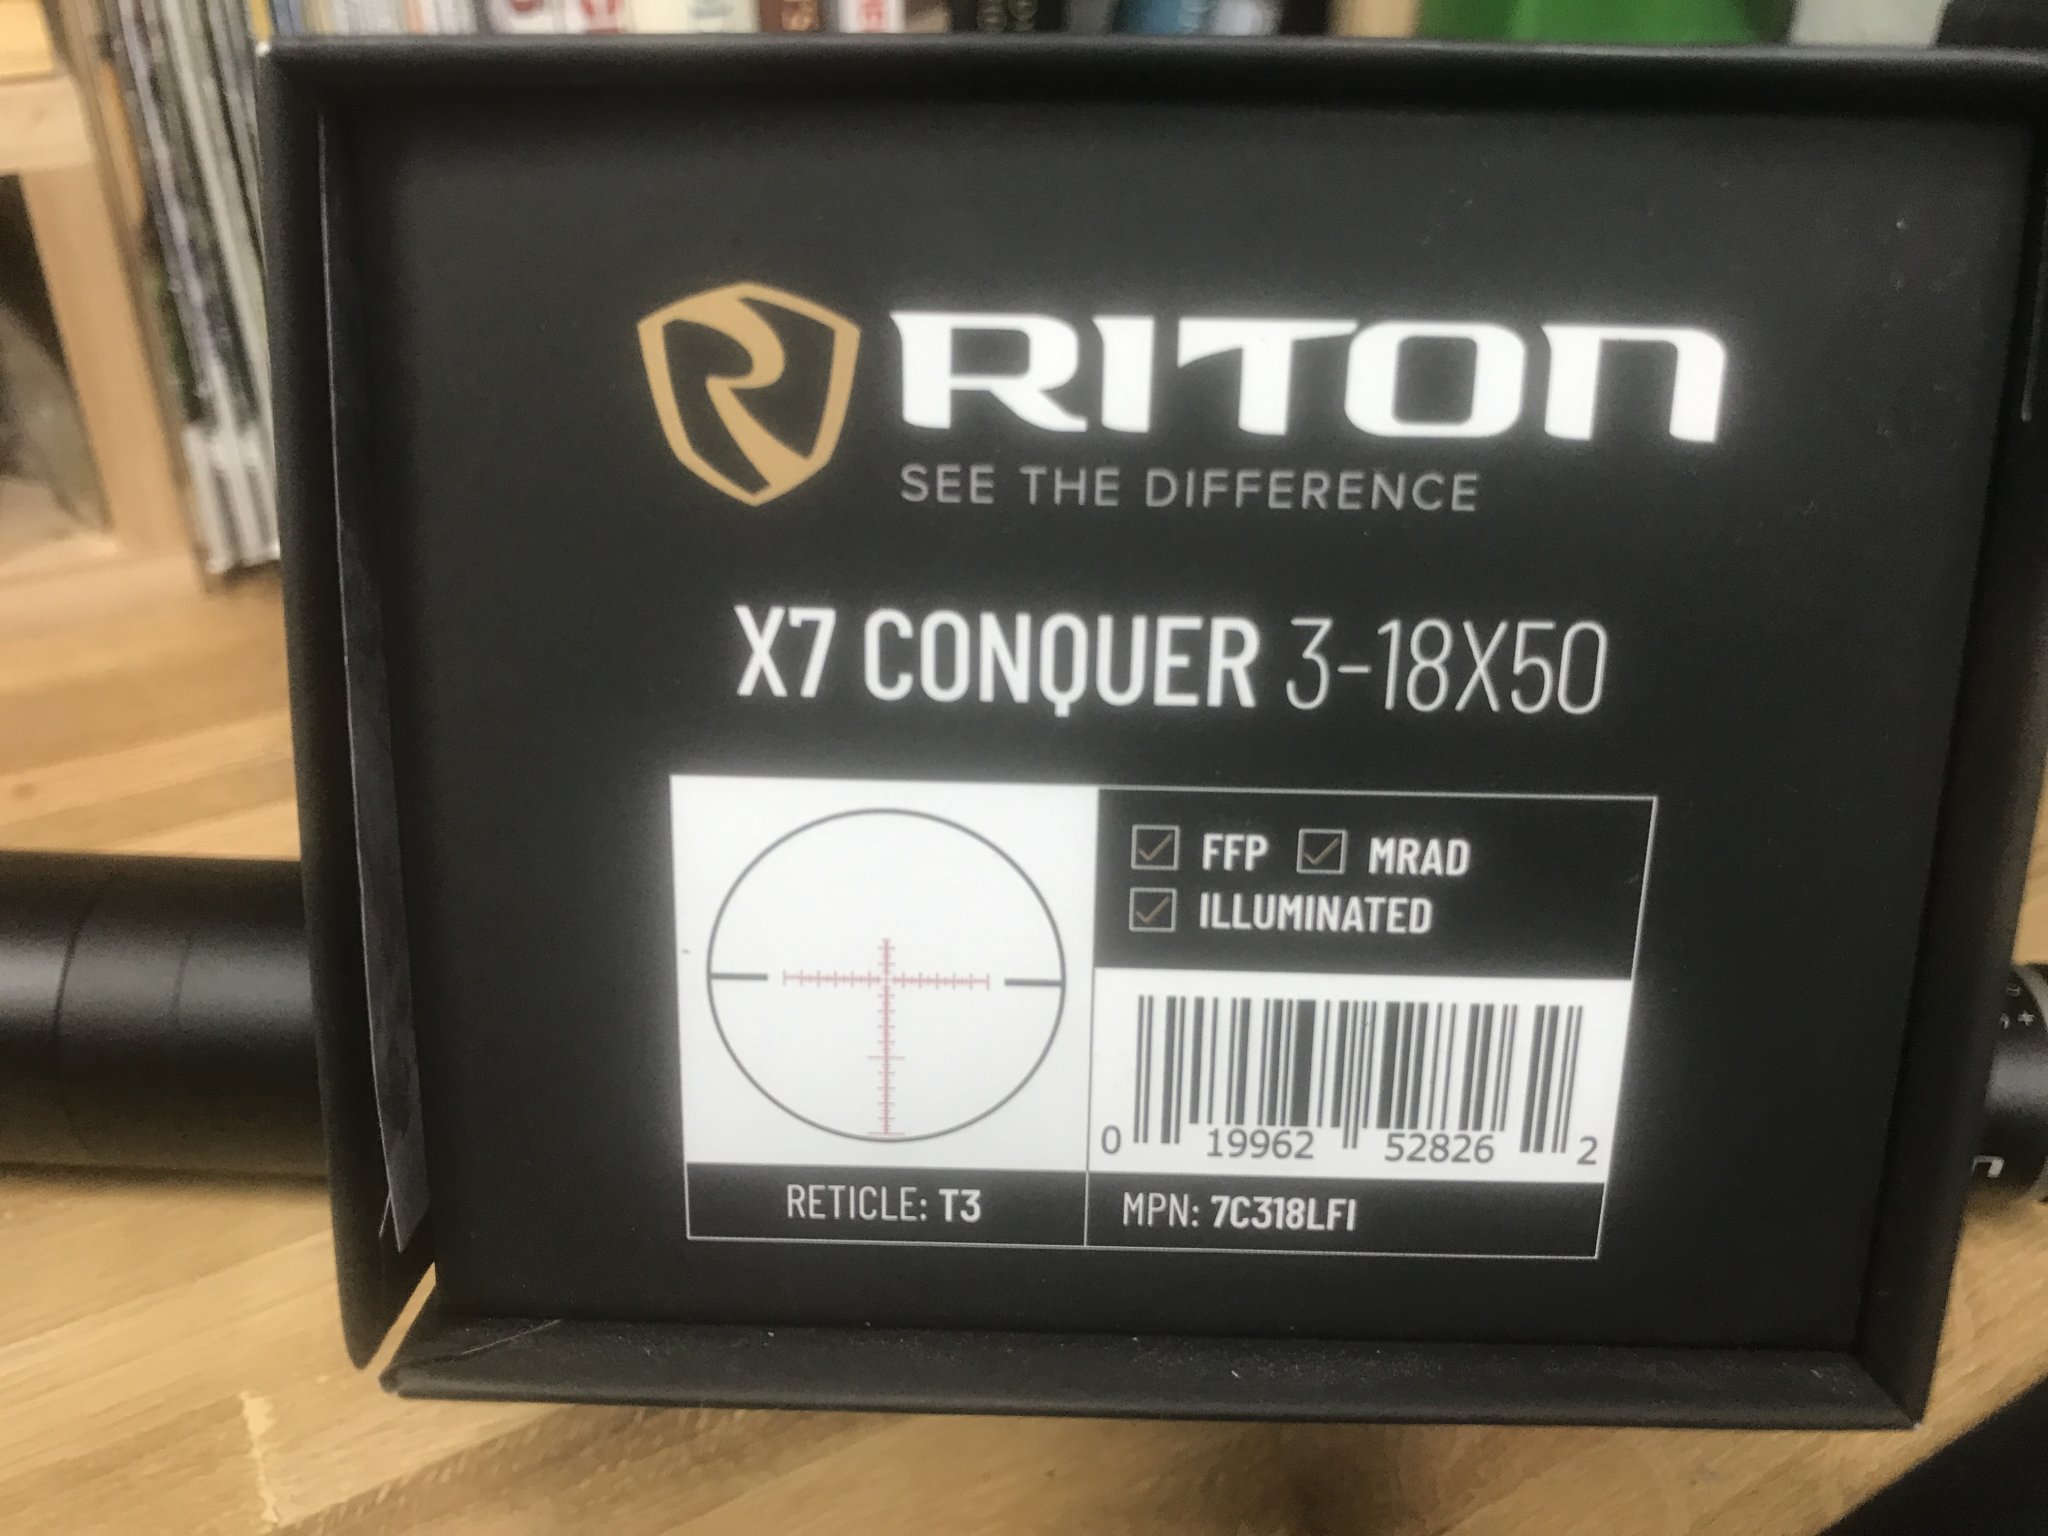 RITON
SEE THE DIFFERENCE
X7 CONQUER 3-18X50
FFP MRAD
ILLUMINATED
0 19962 52826 2
RETICLE: T3
MPN: 7C318LFI